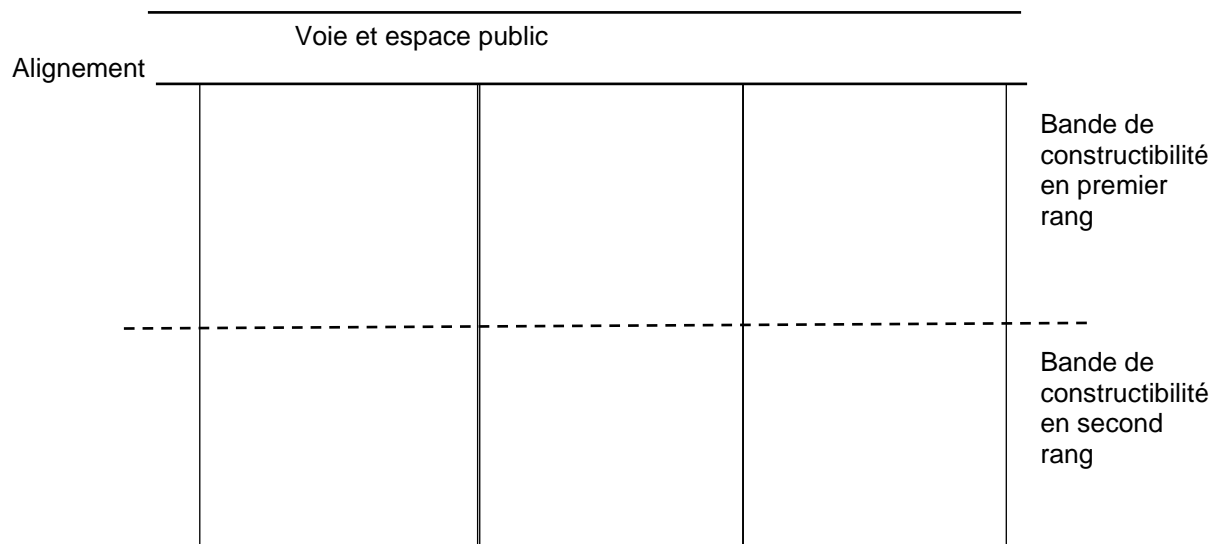 Voie et espace public
Alignement
Bande de
constructibilité
en premier
rang
Bande de
constructibilité
en second
rang